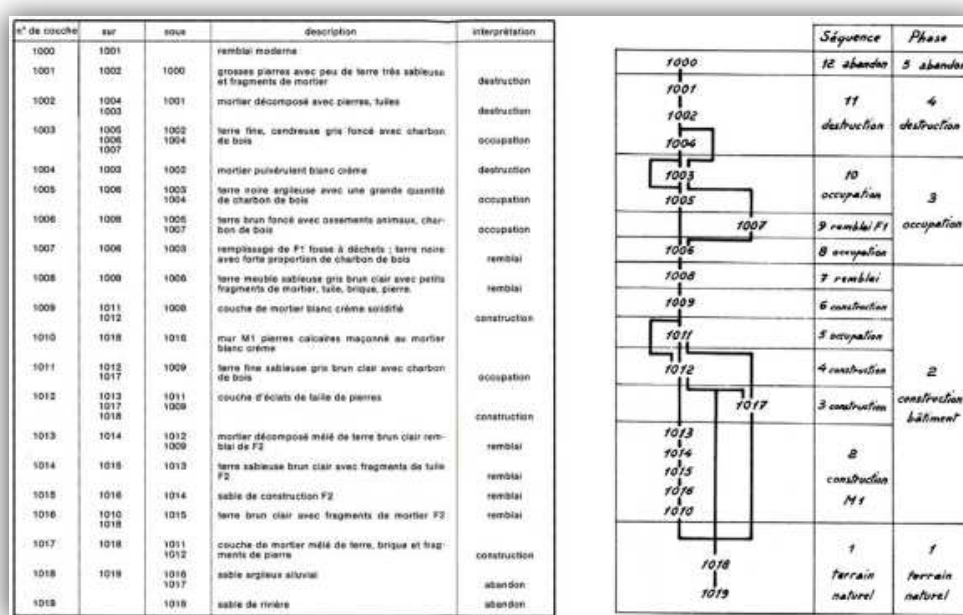 n° de couche sur sous description interprétation
1000 1001 remblai moderne
1001 1002 1000 grosses pierres avec peu de terre très sableuse
et fragments de mortier destruction
1002 1004 1001 mortier décomposé avec pierres, tuiles
1003 destruction
1003 1005 1002 terre fine, cendreuse gris foncé avec charbon
1006 1004 de bois occupation
1007
1004 1003 1002 mortier pulvérulent blanc crème destruction
1005 1006 1003 terre noire argileuse avec une grande quantité
1004 de charbon de bois occupation
1006 1008 1005 terre brun foncé avec ossements animaux, char-
1007 bon de bois occupation
1007 1006 1003 remplissage de F1 fosse à déchets ; terre noire
avec forte proportion de charbon de bois remblai
1008 1009 1006 terre meuble sableuse gris brun clair avec petits
fragments de mortier, tuile, brique, pierre. remblai
1009 1011 1008 couche de mortier blanc crème solidifié
1012 construction
1010 1018 1016 mur M1 pierres calcaires maçonné au mortier
blanc crème
1011 1012 1009 terre fine sableuse gris brun clair avec charbon
1017 de bois occupation
1012 1013 1011 couche d'éclats de taille de pierres
1017 1009
1018 construction
1013 1014 1012 mortier décomposé mêlé de terre brun clair rem-
1009 blai de F2 remblai
1014 1015 1013 terre sableuse brun clair avec fragments de tuile
F2 remblai
1015 1016 1014 sable de construction F2 remblai
1016 1010 1015 terre brun clair avec fragments de mortier F2 remblai
1018
1017 1018 1011 couche de mortier mêlé de terre, brique et frag-
1012 ments de pierre construction
1018 1019 1016 sable argileux alluvial
1017 abandon
1019 1018 sable de rivière abandon
Séquence Phase
1000 12 abandon 5 abandon
1001
1002 11 4
destruction destruction
1004
1003 10
occupation 3
1005
1007 9 remblai F1 occupation
1006 8 occupation
1008 7 remblai
1009 6 construction
1011 5 occupation
1012 4 construction 2
1017 3 construction construction
bâtiment
1013
1014 2
1015 construction
1016 M1
1010
1 1
1018 terrain terrain
1019 naturel naturel